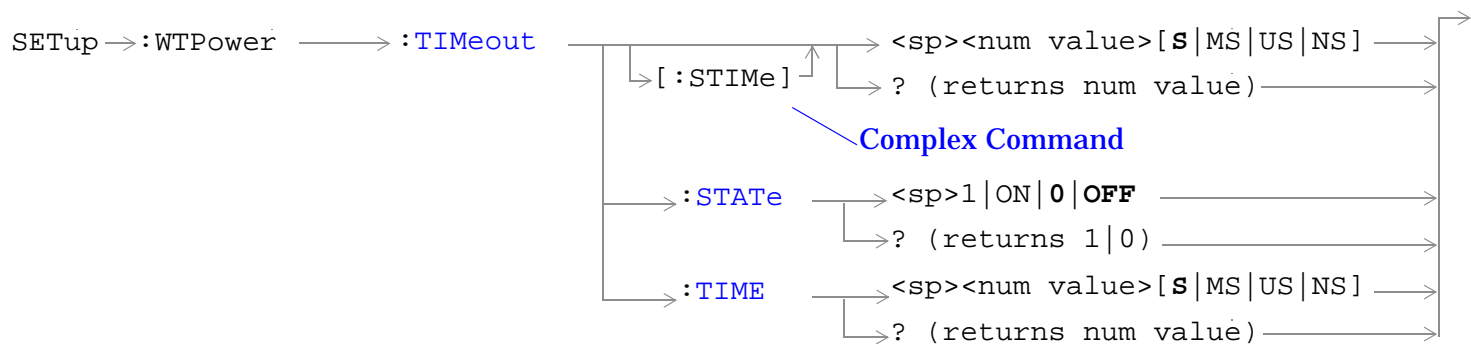 SETup :WTPower :TIMeout <sp><num value>[S|MS|US|NS]
[:STIMe] ? (returns num value)
Complex Command
:STATe <sp>1|ON|0|OFF
? (returns 1|0)
:TIME <sp><num value>[S|MS|US|NS]
? (returns num value)